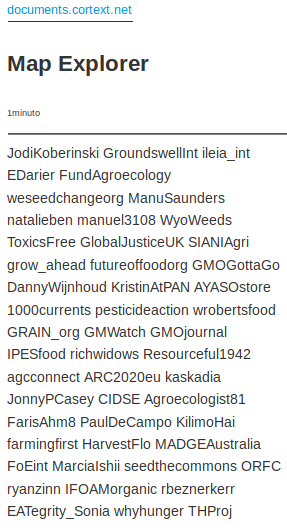 documents.cortext.net
Map Explorer
1minuto
JodiKoberinski GroundswellInt ileia_int
EDarier FundAgroecology
weseedchangeorg ManuSaunders
natalieben manuel3108 WyoWeeds
ToxicsFree GlobalJusticeUK SIANIAgri
grow_ahead futureoffoodorg GMOGottaGo
DannyWijnhoud KristinAtPAN AYASOstore
1000currents pesticideaction wrobertsfood
GRAIN_org GMWatch GMOjournal
IPESfood richwidows Resourceful1942
agcconnect ARC2020eu kaskadia
JonnyPCasey CIDSE Agroecologist81
FarisAhm8 PaulDeCampo KilimoHai
farmingfirst HarvestFlo MADGEAustralia
FoEint MarciaIshii seedthecommons ORFC
ryanzinn IFOAMorganic rbeznerkerr
EATegrity_Sonia whyhunger THProj